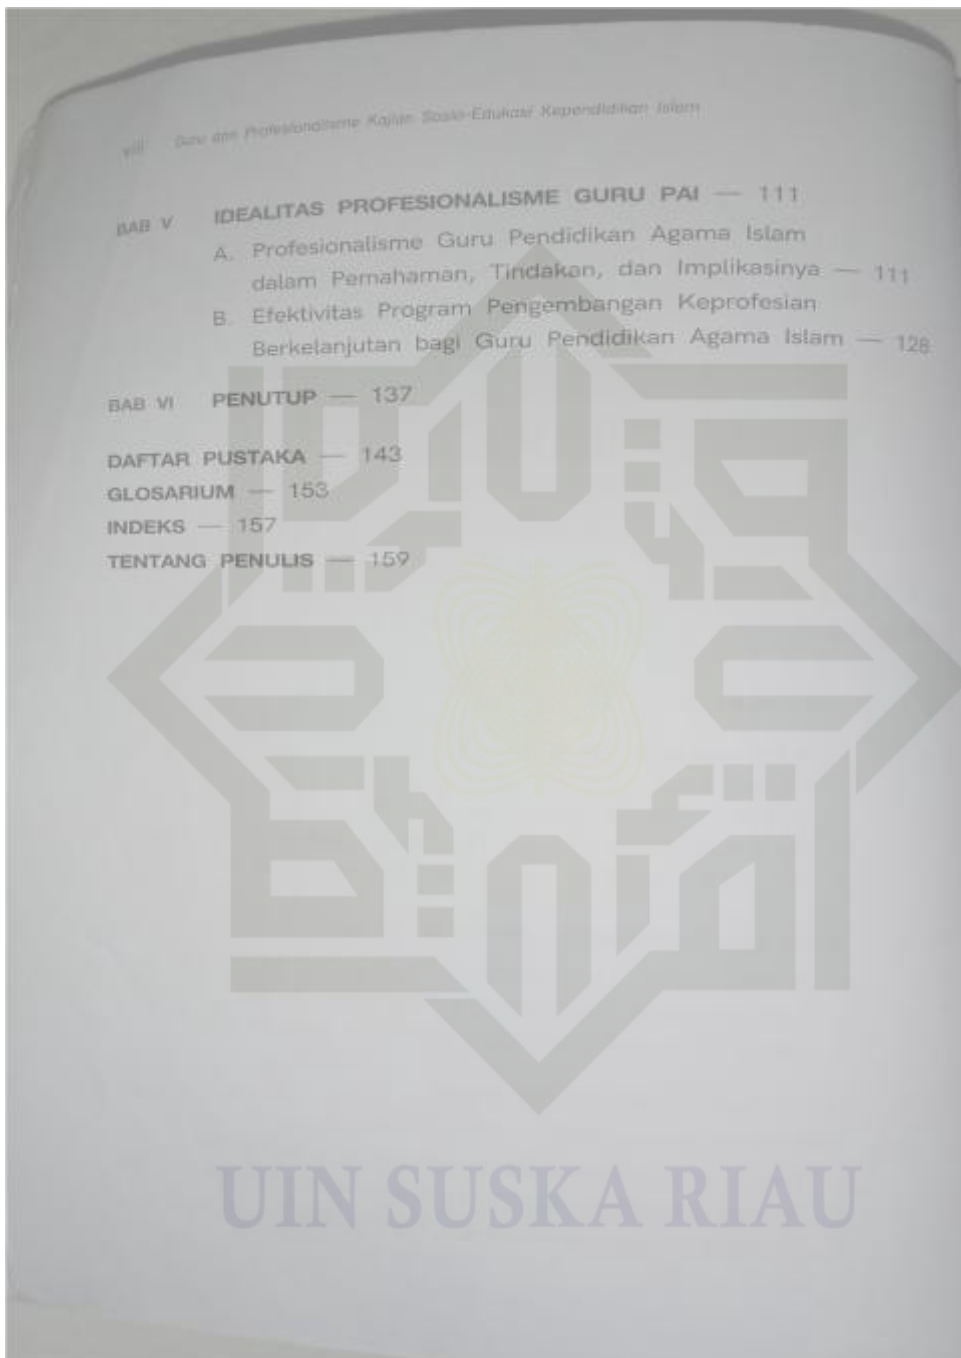 viii Guru dan Profesionalisme Kajian Sosio-Edukasi Kependidikan Islam
BAB V IDEALITAS PROFESIONALISME GURU PAI — 111
A. Profesionalisme Guru Pendidikan Agama Islam
dalam Pemahaman, Tindakan, dan Implikasinya — 111
B. Efektivitas Program Pengembangan Keprofesian
Berkelanjutan bagi Guru Pendidikan Agama Islam — 128
BAB VI PENUTUP — 137
DAFTAR PUSTAKA — 143
GLOSARIUM — 153
INDEKS — 157
TENTANG PENULIS — 159
UIN SUSKA RIAU